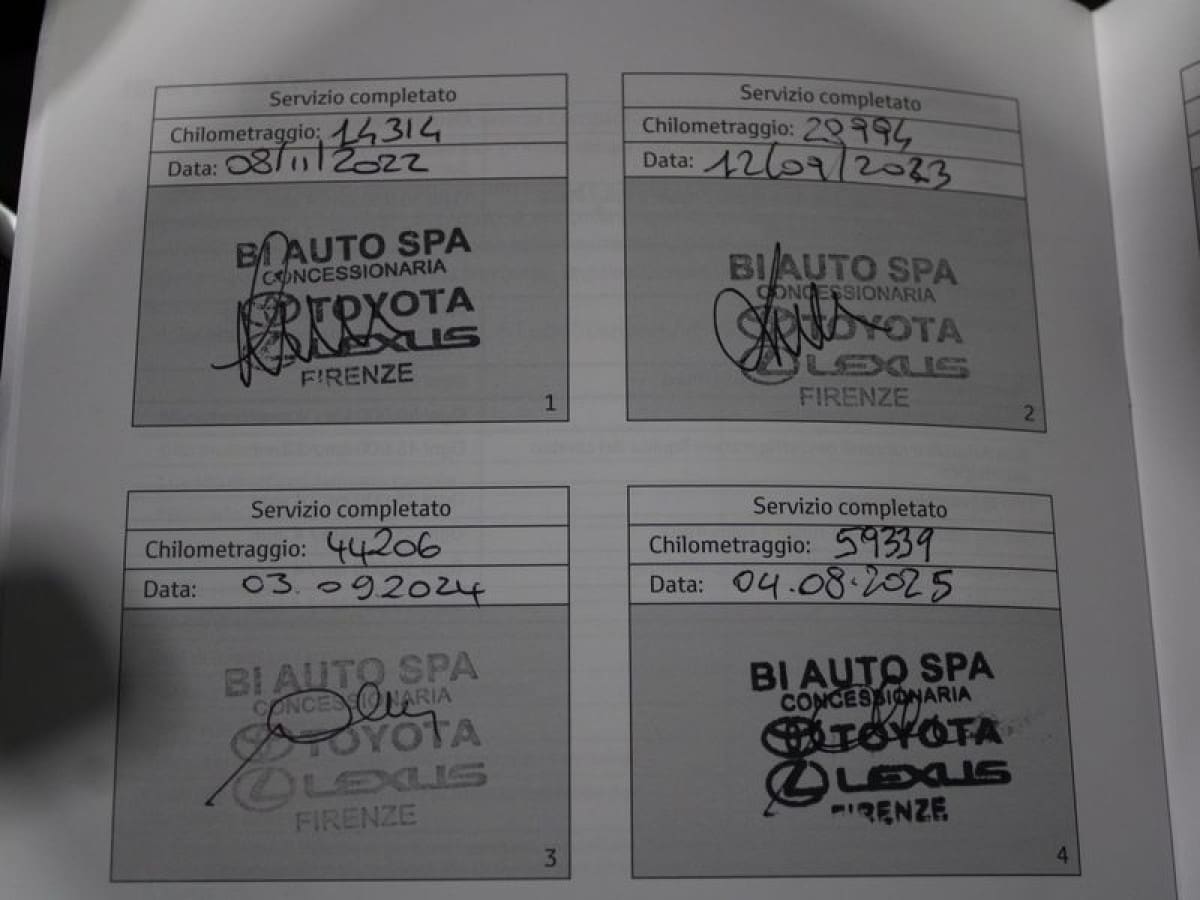 Servizio completato
Chilometraggio: 14314
Data: 08/11/2022
BI AUTO SPA
CONCESSIONARIA
TOYOTA
LEXUS
FIRENZE
1
Servizio completato
Chilometraggio: 29994
Data: 12/09/2023
BI AUTO SPA
CONCESSIONARIA
TOYOTA
LEXUS
FIRENZE
2
Servizio completato
Chilometraggio: 44206
Data: 03.09.2024
BI AUTO SPA
CONCESSIONARIA
TOYOTA
LEXUS
FIRENZE
3
Servizio completato
Chilometraggio: 59339
Data: 04.08.2025
BI AUTO SPA
CONCESSIONARIA
TOYOTA
LEXUS
FIRENZE
4